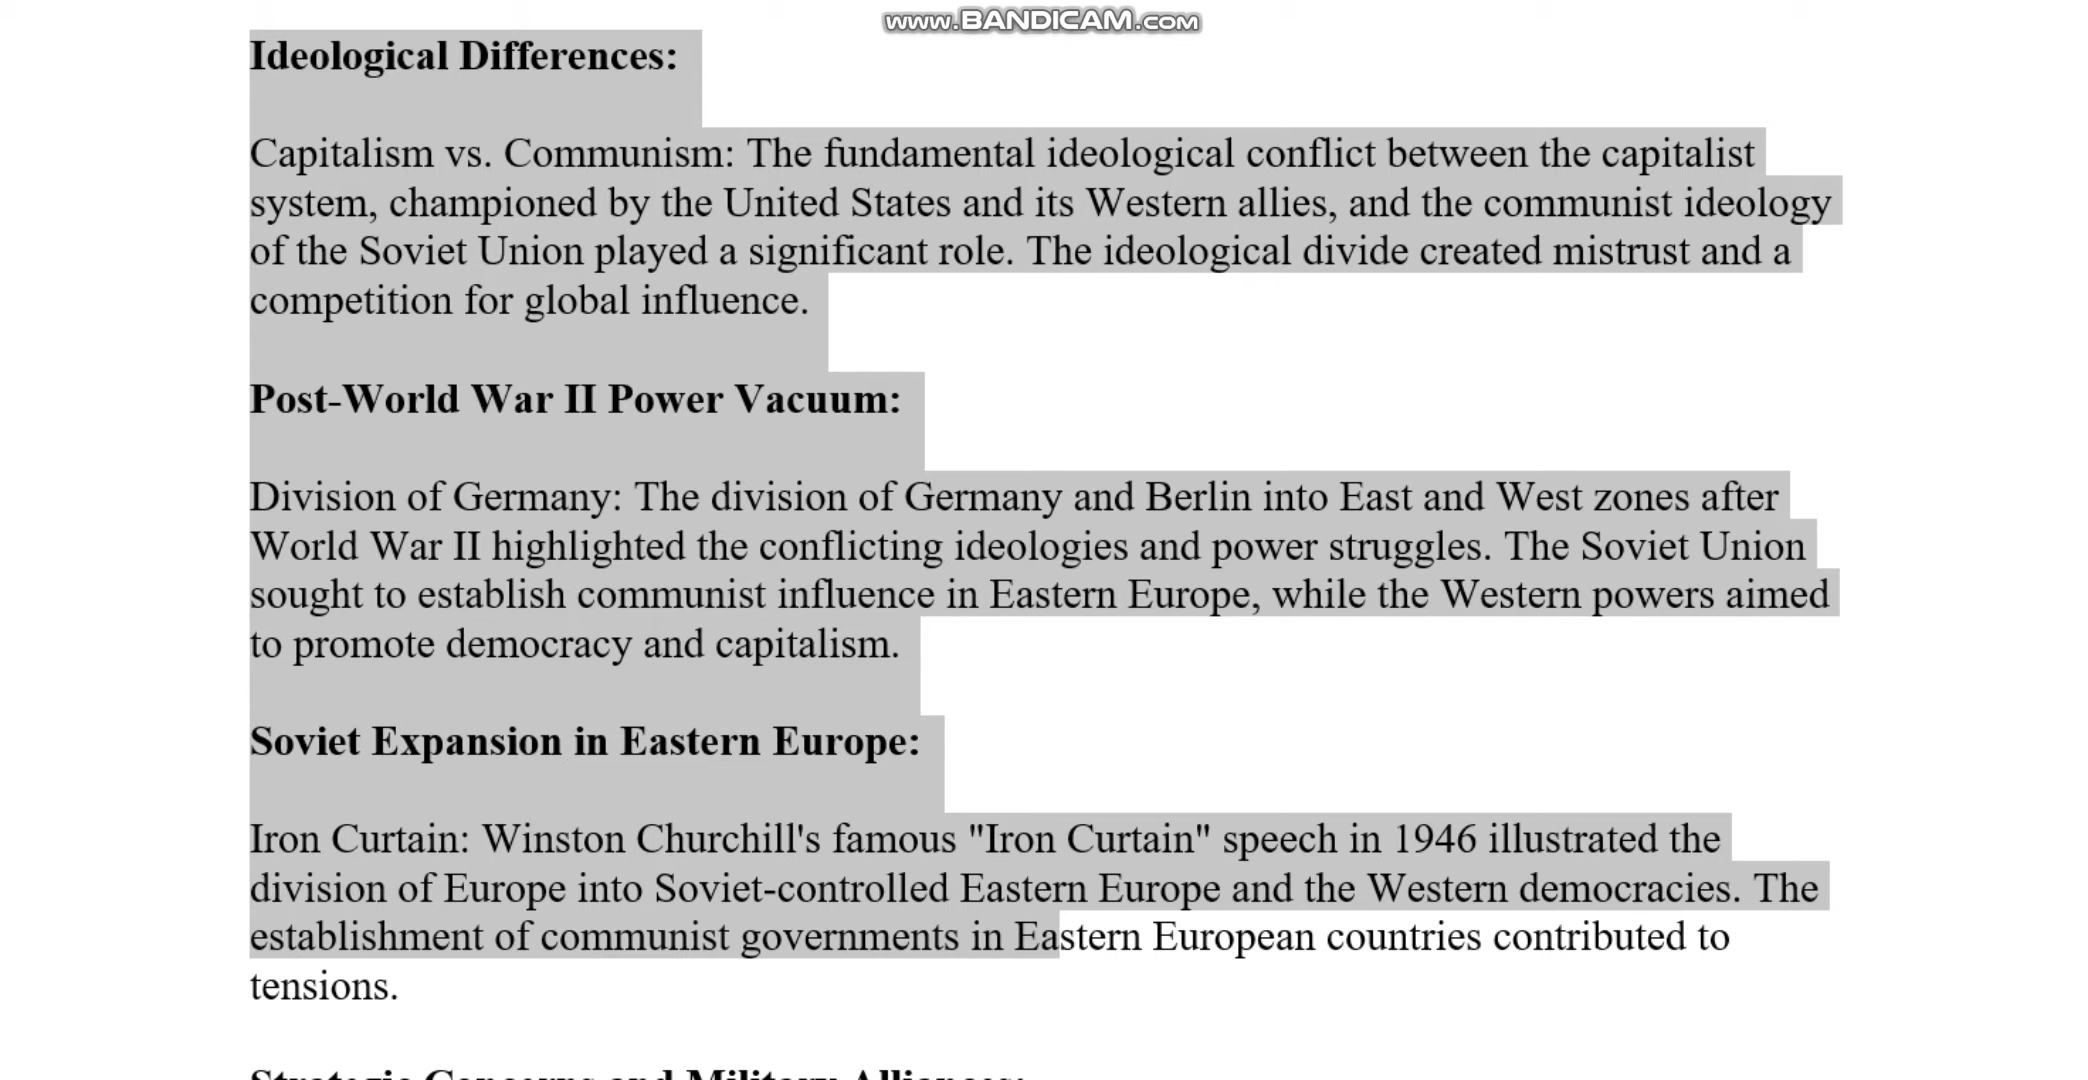 www.BANDICAM.com
Ideological Differences:
Capitalism vs. Communism: The fundamental ideological conflict between the capitalist
system, championed by the United States and its Western allies, and the communist ideology
of the Soviet Union played a significant role. The ideological divide created mistrust and a
competition for global influence.
Post-World War II Power Vacuum:
Division of Germany: The division of Germany and Berlin into East and West zones after
World War II highlighted the conflicting ideologies and power struggles. The Soviet Union
sought to establish communist influence in Eastern Europe, while the Western powers aimed
to promote democracy and capitalism.
Soviet Expansion in Eastern Europe:
Iron Curtain: Winston Churchill's famous "Iron Curtain" speech in 1946 illustrated the
division of Europe into Soviet-controlled Eastern Europe and the Western democracies. The
establishment of communist governments in Eastern European countries contributed to
tensions.
Strategic Concerns and Military Alliances: